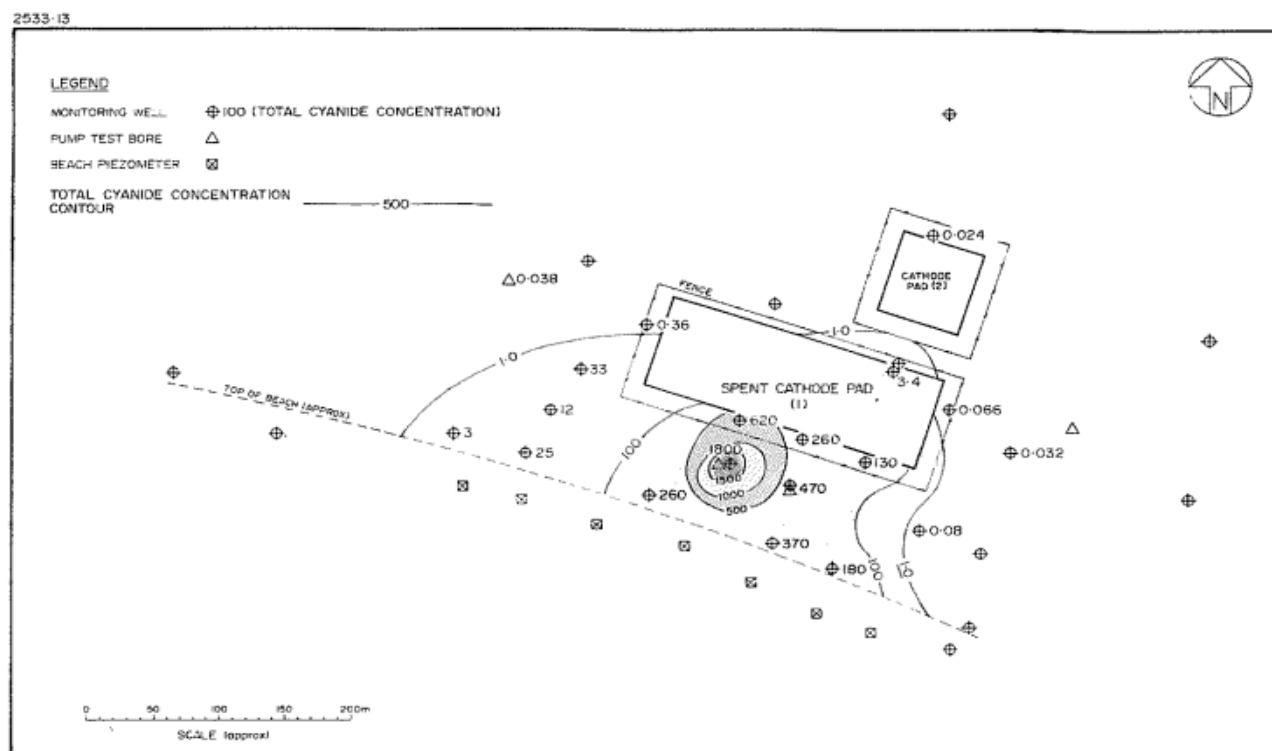 2533·13
LEGEND
MONITORING WELL 100 (TOTAL CYANIDE CONCENTRATION)
PUMP TEST BORE
BEACH PIEZOMETER
TOTAL CYANIDE CONCENTRATION
CONTOUR
500
N
0·024
CATHODE
PAD (2)
0·038
FENCE
0·36
1·0
1·0
33
3·4
SPENT CATHODE PAD
(1)
TOP OF BEACH (APPROX)
12
0·066
620
3
100
260
0·032
25
1800
130
1500
470
260
1000
500
0·08
370
180
100
1·0
0 50 100 150 200m
SCALE (approx)